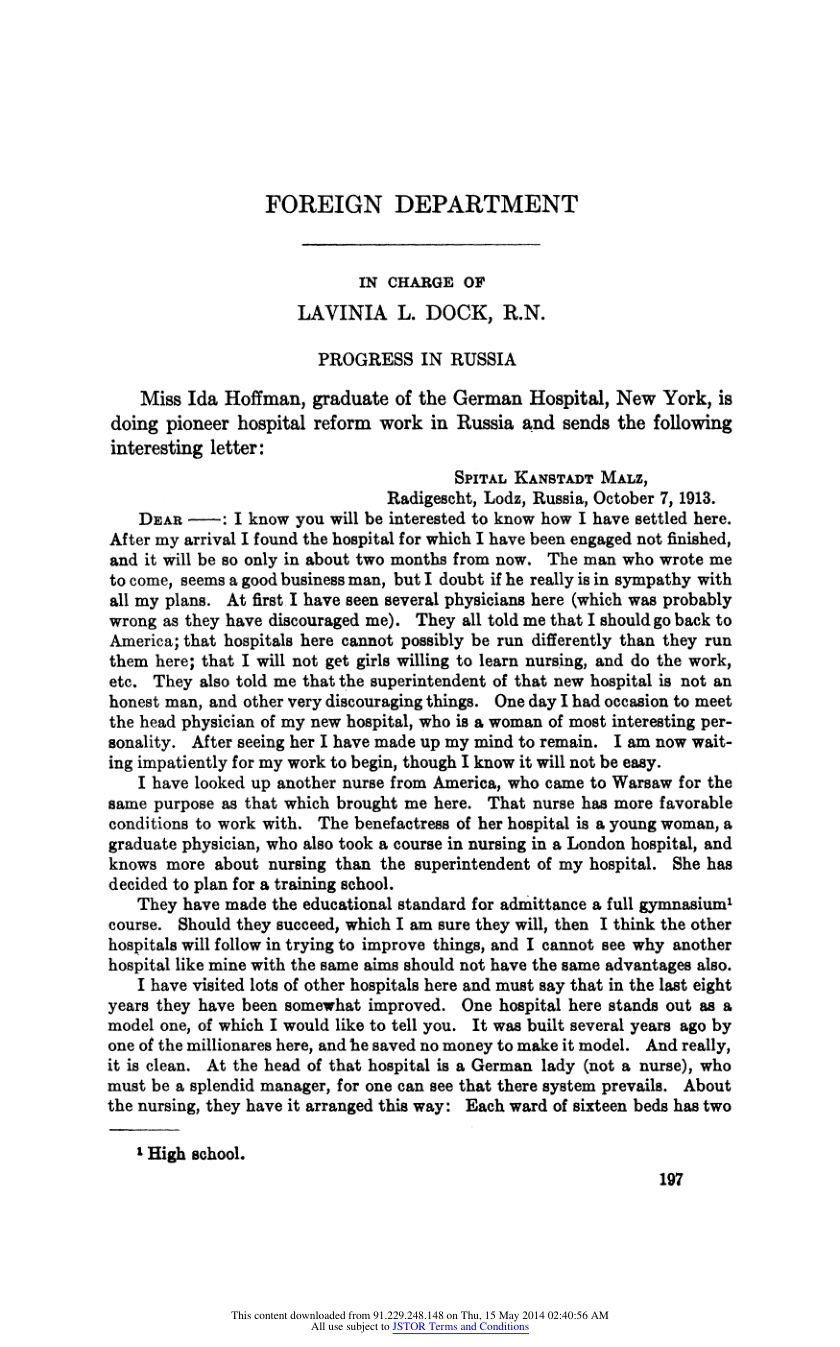 FOREIGN DEPARTMENT
IN CHARGE OF
LAVINIA L. DOCK, R.N.
PROGRESS IN RUSSIA
Miss Ida Hoffman, graduate of the German Hospital, New York, is
doing pioneer hospital reform work in Russia and sends the following
interesting letter:
SPITAL KANSTADT MALZ,
Radigescht, Lodz, Russia, October 7, 1913.
DEAR ——: I know you will be interested to know how I have settled here.
After my arrival I found the hospital for which I have been engaged not finished,
and it will be so only in about two months from now. The man who wrote me
to come, seems a good business man, but I doubt if he really is in sympathy with
all my plans. At first I have seen several physicians here (which was probably
wrong as they have discouraged me). They all told me that I should go back to
America; that hospitals here cannot possibly be run differently than they run
them here; that I will not get girls willing to learn nursing, and do the work,
etc. They also told me that the superintendent of that new hospital is not an
honest man, and other very discouraging things. One day I had occasion to meet
the head physician of my new hospital, who is a woman of most interesting per-
sonality. After seeing her I have made up my mind to remain. I am now wait-
ing impatiently for my work to begin, though I know it will not be easy.
I have looked up another nurse from America, who came to Warsaw for the
same purpose as that which brought me here. That nurse has more favorable
conditions to work with. The benefactress of her hospital is a young woman, a
graduate physician, who also took a course in nursing in a London hospital, and
knows more about nursing than the superintendent of my hospital. She has
decided to plan for a training school.
They have made the educational standard for admittance a full gymnasium¹
course. Should they succeed, which I am sure they will, then I think the other
hospitals will follow in trying to improve things, and I cannot see why another
hospital like mine with the same aims should not have the same advantages also.
I have visited lots of other hospitals here and must say that in the last eight
years they have been somewhat improved. One hospital here stands out as a
model one, of which I would like to tell you. It was built several years ago by
one of the millionares here, and he saved no money to make it model. And really,
it is clean. At the head of that hospital is a German lady (not a nurse), who
must be a splendid manager, for one can see that there system prevails. About
the nursing, they have it arranged this way: Each ward of sixteen beds has two
¹ High school.
197
This content downloaded from 91.229.248.148 on Thu, 15 May 2014 02:40:56 AM
All use subject to JSTOR Terms and Conditions